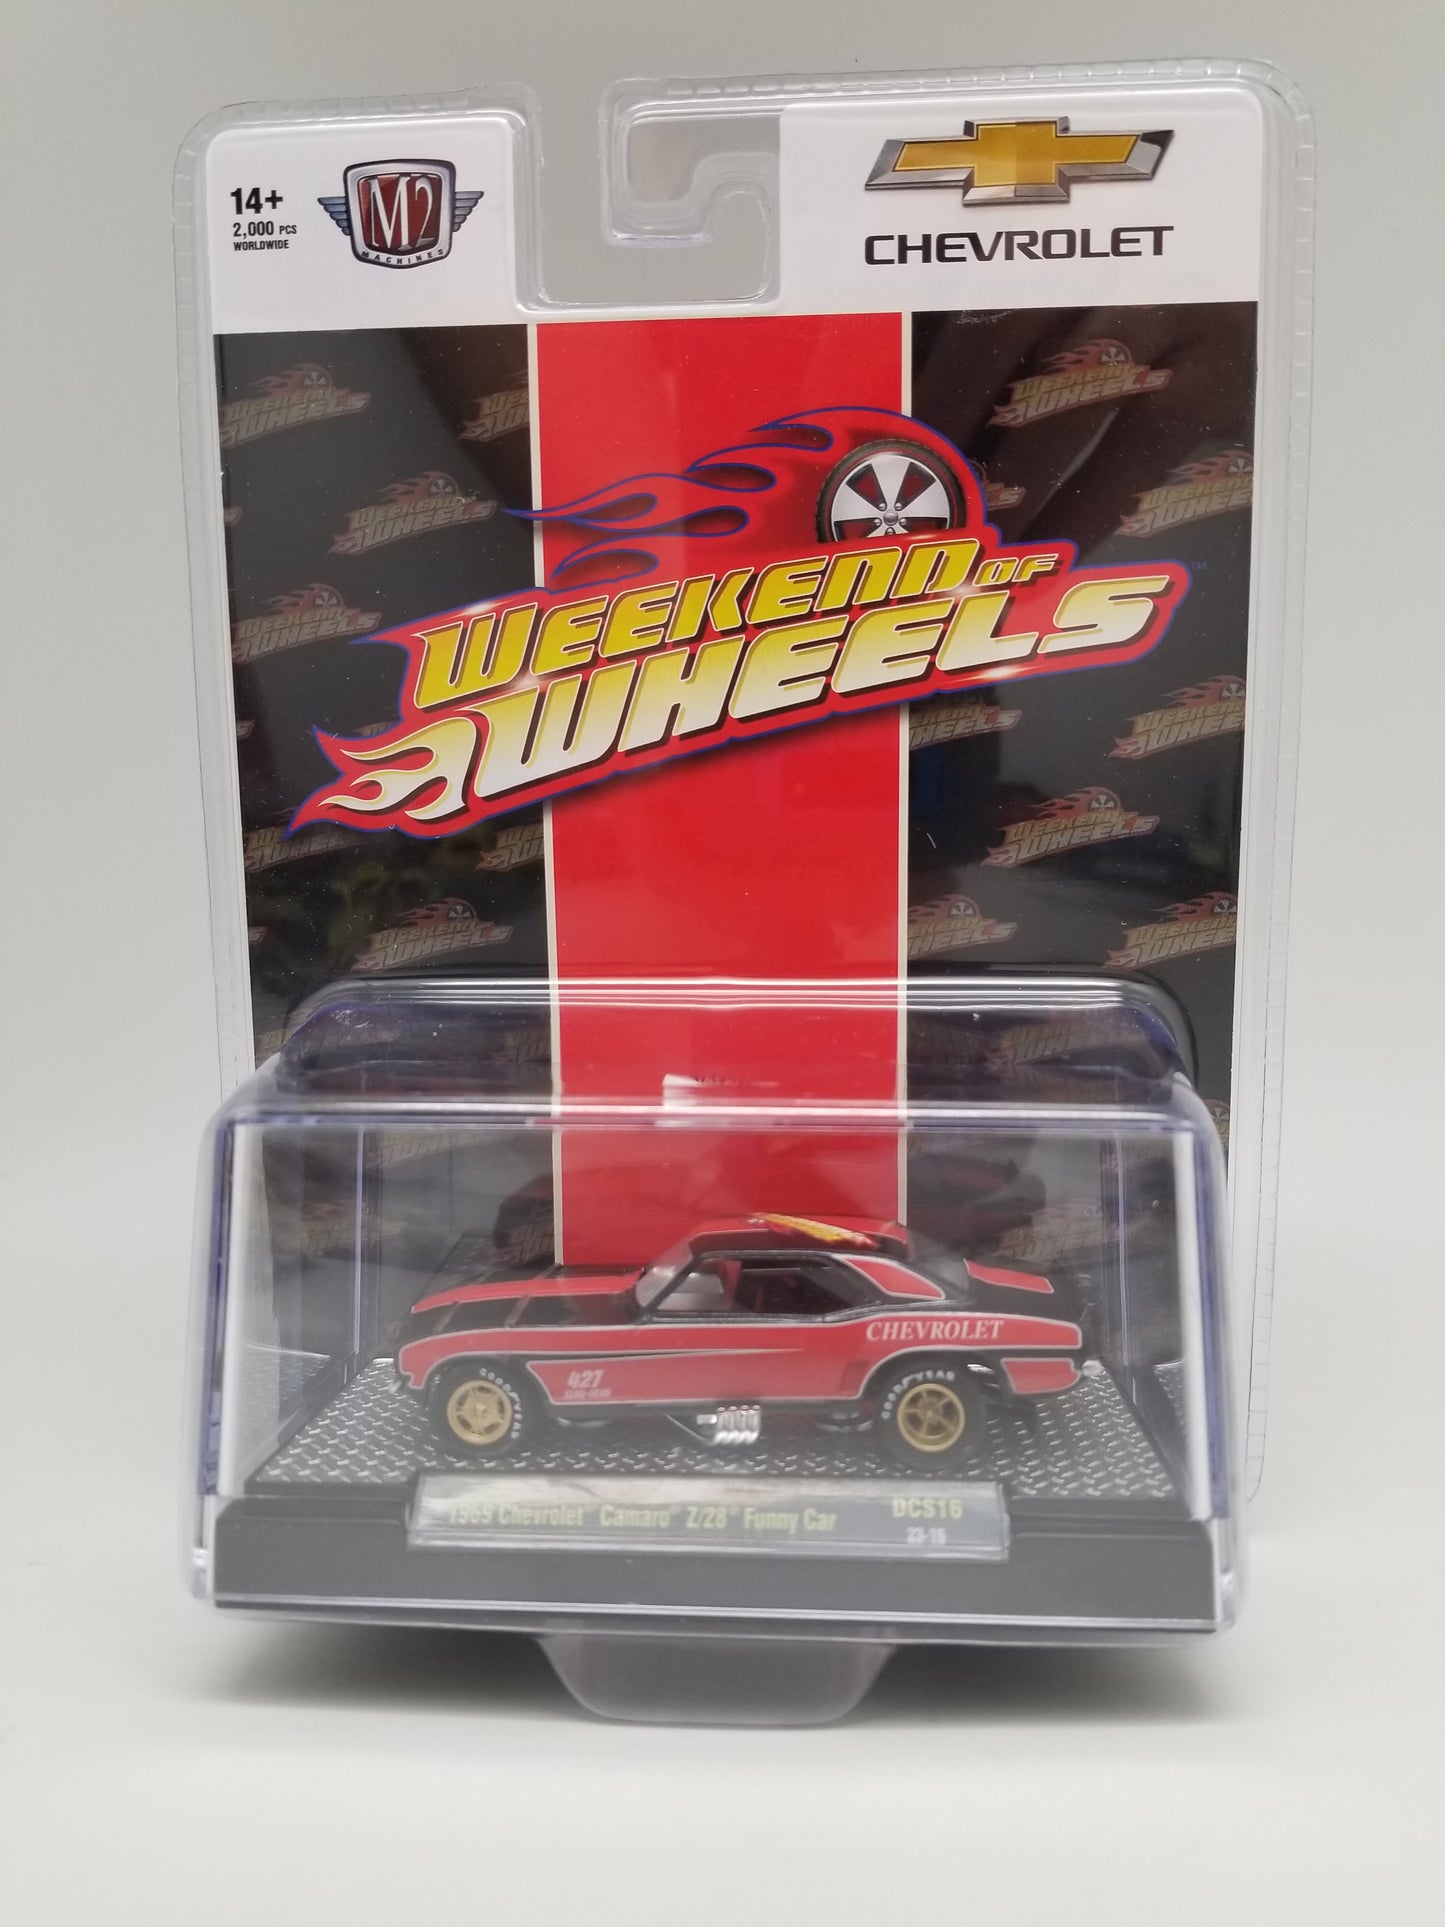 14+
2,000 PCS
WORLDWIDE
M2
MACHINES
CHEVROLET
WEEKEND OF
WHEELS™
CHEVROLET
427
GOODYEAR
GOODYEAR
1969 Chevrolet® Camaro® Z/28® Funny Car
DCS16
23-16